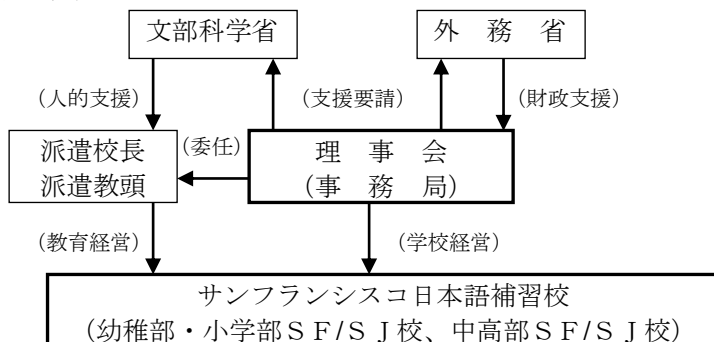 文部科学省
外　務　省
（人的支援）
（支援要請）
（財政支援）
派遣校長
派遣教頭
（委任）
理　事　会
（事　務　局）
（教育経営）
（学校経営）
サンフランシスコ日本語補習校
（幼稚部・小学部ＳＦ/ＳＪ校、中高部ＳＦ/ＳＪ校）